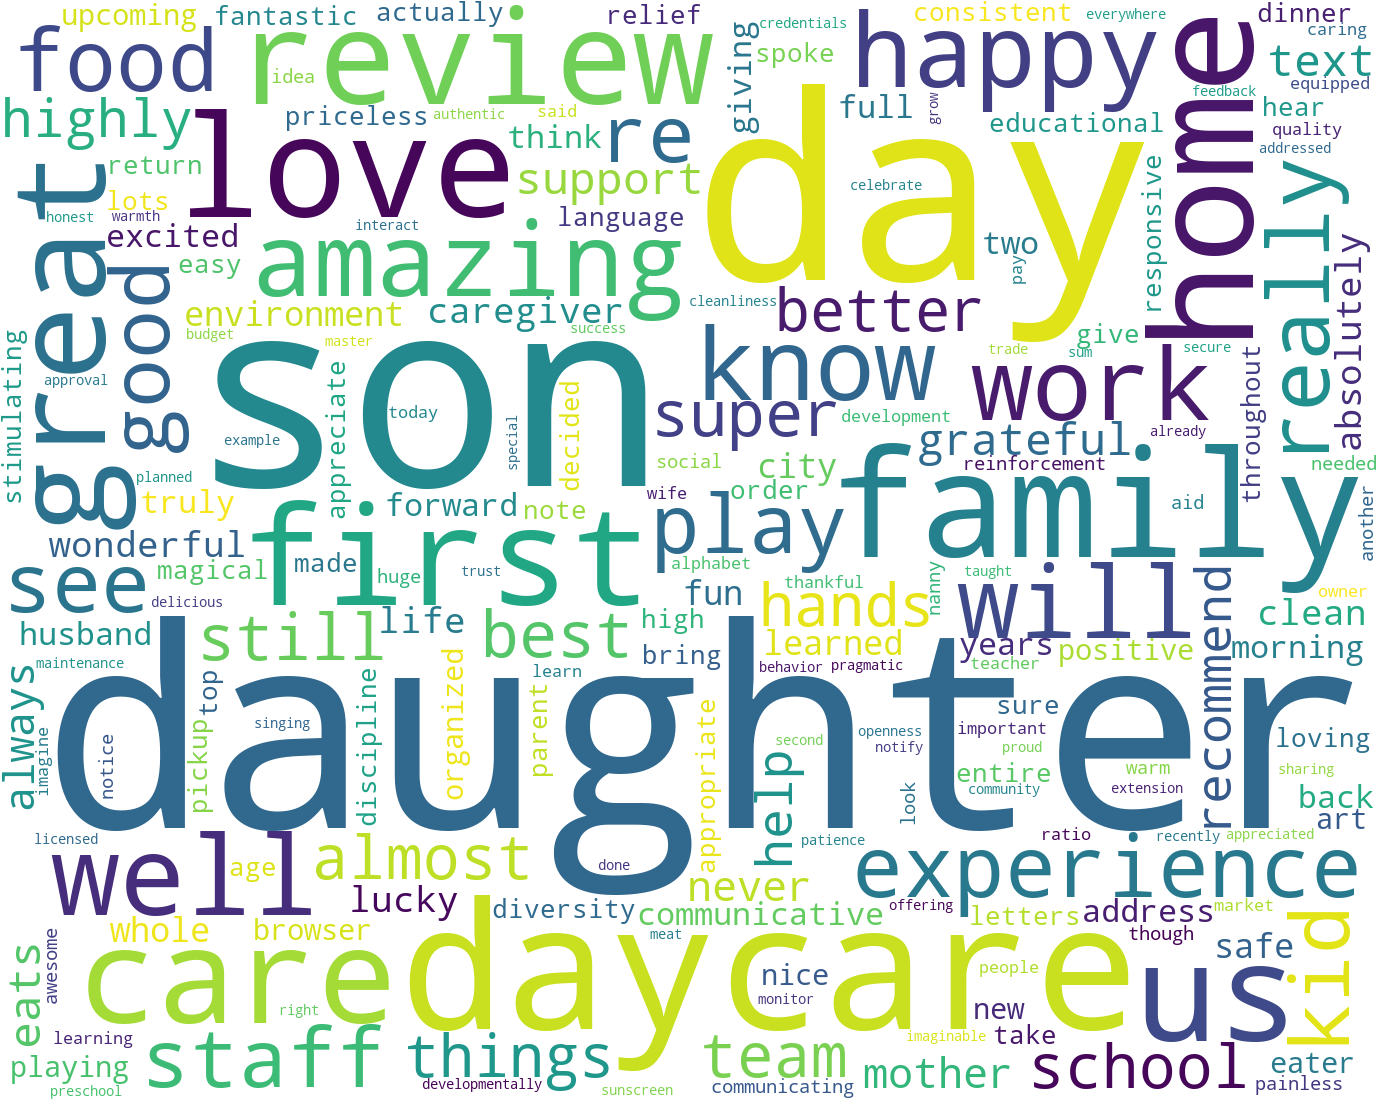 upcoming fantastic actually relief consistent everywhere dinner
credentials caring
food review happy home text
idea giving spoke equipped
highly priceless authentic said think re full grow educational feedback hear
love day quality
return support responsive addressed
great lots amazing celebrate really
honest warmth language two absolutely
excited interact
easy pay
good environment caregiver cleanliness better
stimulating budget success give
master know trade sum secure
son work
approval appreciate today super development throughout
example special decided grateful already
planned social city family reinforcement needed
truly forward note wife order play aid another
first
wonderful made huge trust alphabet
see magical thankful nanny taught
delicious fun hands will owner
husband still life best high learned years clean
maintenance bring behavior pragmatic teacher positive recommend morning
always top learn
daughter
imagine notice pickup singing discipline organized parent appropriate help openness important sure loving
second notify proud
entire warm sharing
look community extension back
licensed patience ratio recently appreciated art
well almost done experience
age never
lucky diversity communicative offering letters address market
whole browser meat though kid
care daycare us safe
eats awesome nice people
right monitor new
learning imaginable take
playing staff things team mother school eater
preschool developmentally sunscreen communicating painless